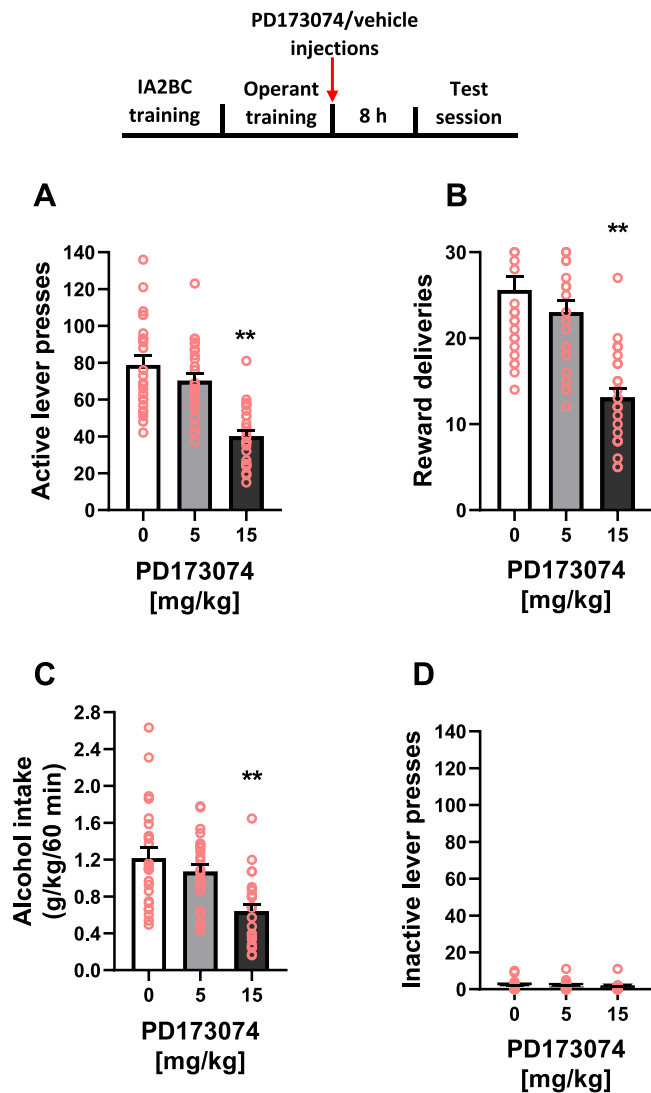 PD173074/vehicle
injections
IA2BC
training
Operant
training
8 h
Test
session
A
Active lever presses
140
120
100
80
60
40
20
0
**
0 5 15
PD173074
[mg/kg]
B
Reward deliveries
30
20
10
0
**
0 5 15
PD173074
[mg/kg]
C
Alcohol intake
(g/kg/60 min)
2.8
2.4
2.0
1.6
1.2
0.8
0.4
0.0
**
0 5 15
PD173074
[mg/kg]
D
Inactive lever presses
140
120
100
80
60
40
20
0
0 5 15
PD173074
[mg/kg]